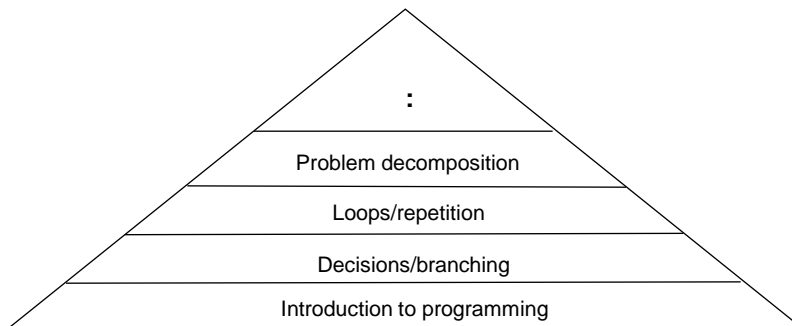 :
Problem decomposition
Loops/repetition
Decisions/branching
Introduction to programming